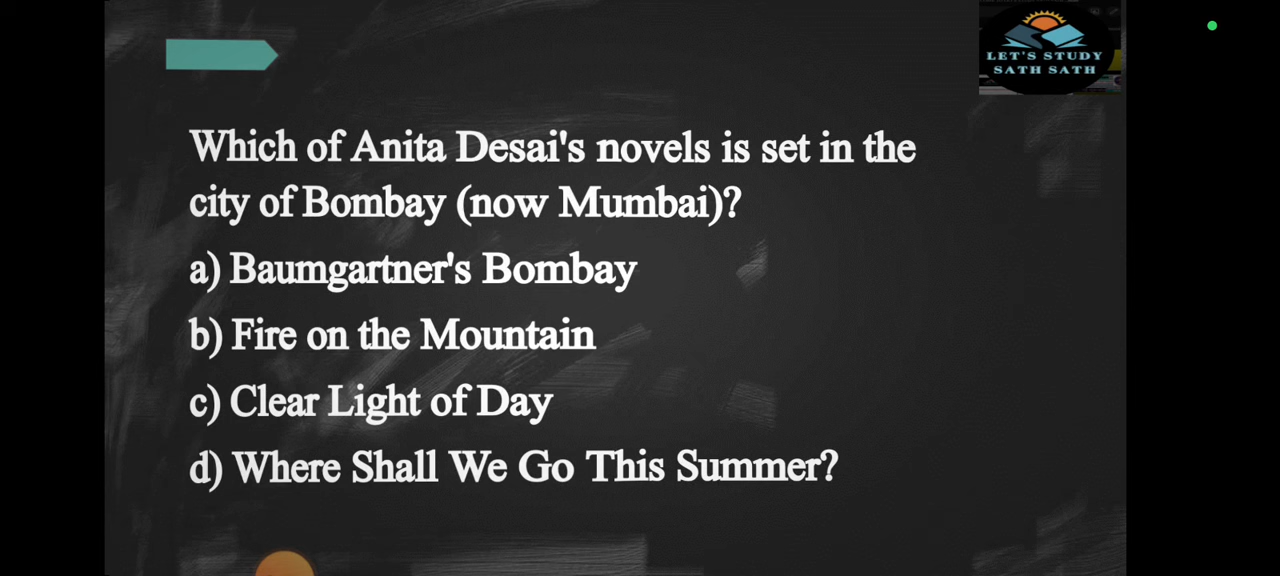 LET'S STUDY
SATH SATH
Which of Anita Desai's novels is set in the
city of Bombay (now Mumbai)?
a) Baumgartner's Bombay
b) Fire on the Mountain
c) Clear Light of Day
d) Where Shall We Go This Summer?